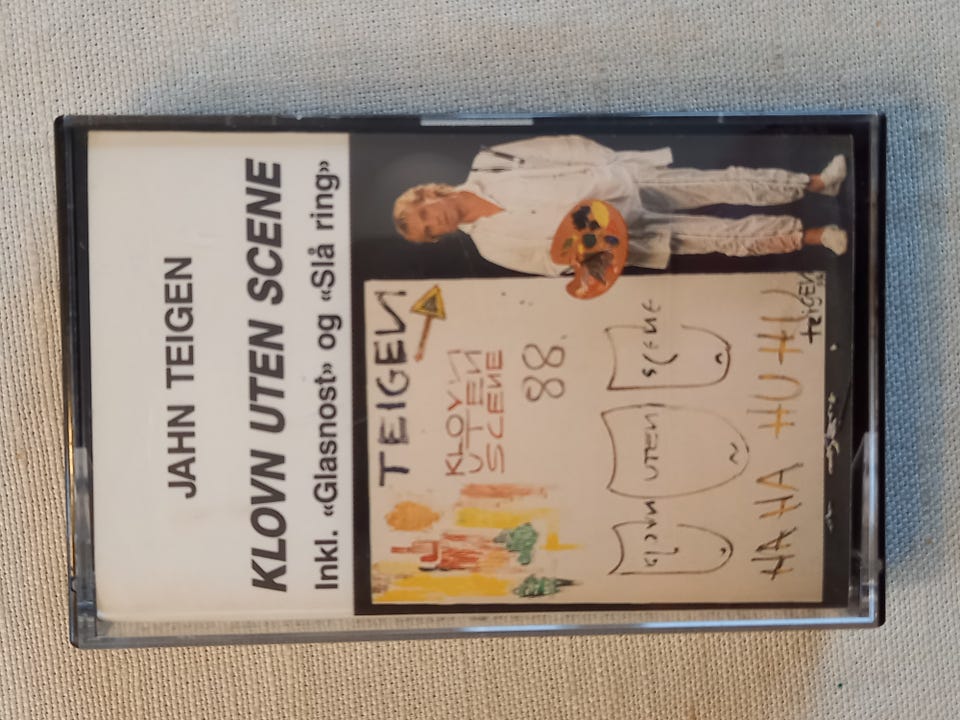 JAHN TEIGEN
KLOVN UTEN SCENE
Inkl. «Glasnost» og «Slå ring»
TEIGEN
KLOVN
UTEN
SCENE
88
klovn UTEN scene
HA HA HU HU
teigen